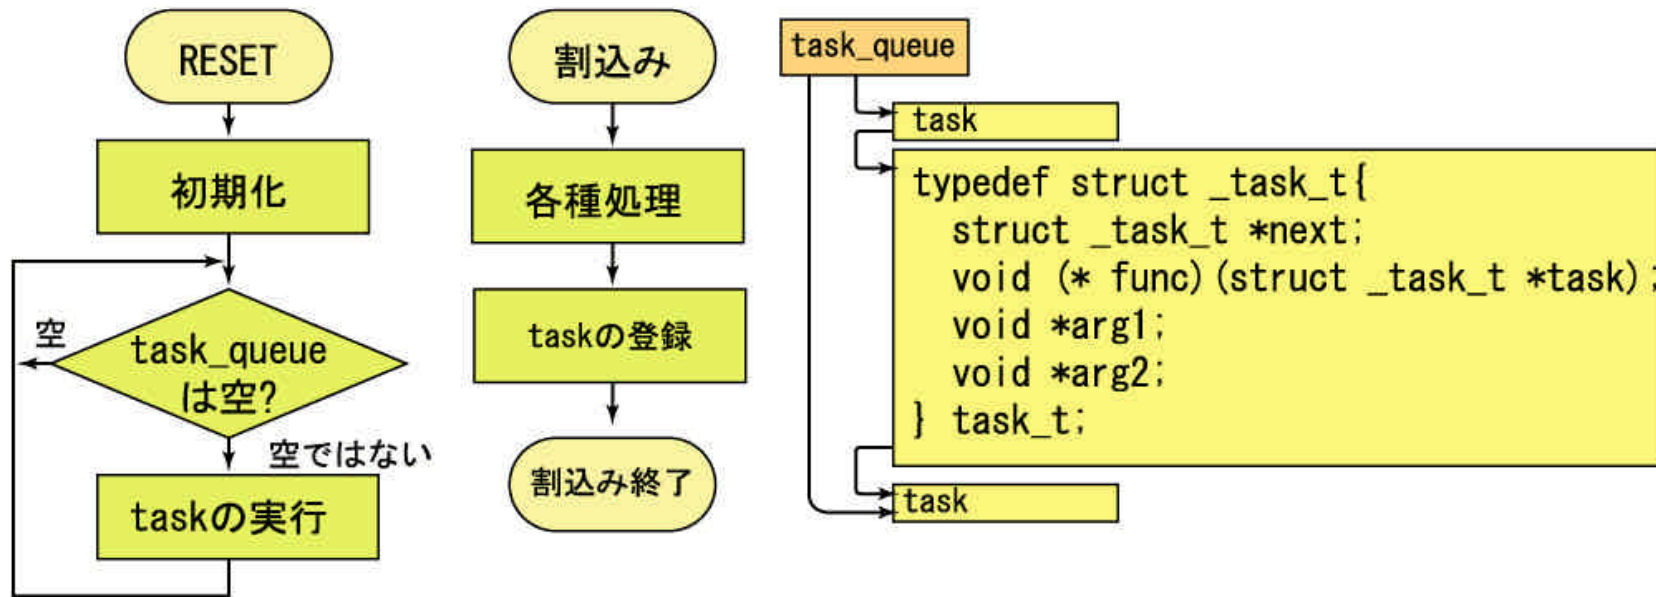 RESET
初期化
空
task_queue
は空?
空ではない
taskの実行
割込み
各種処理
taskの登録
割込み終了
task_queue
task
typedef struct _task_t{
struct _task_t *next;
void (* func)(struct _task_t *task);
void *arg1;
void *arg2;
} task_t;
task